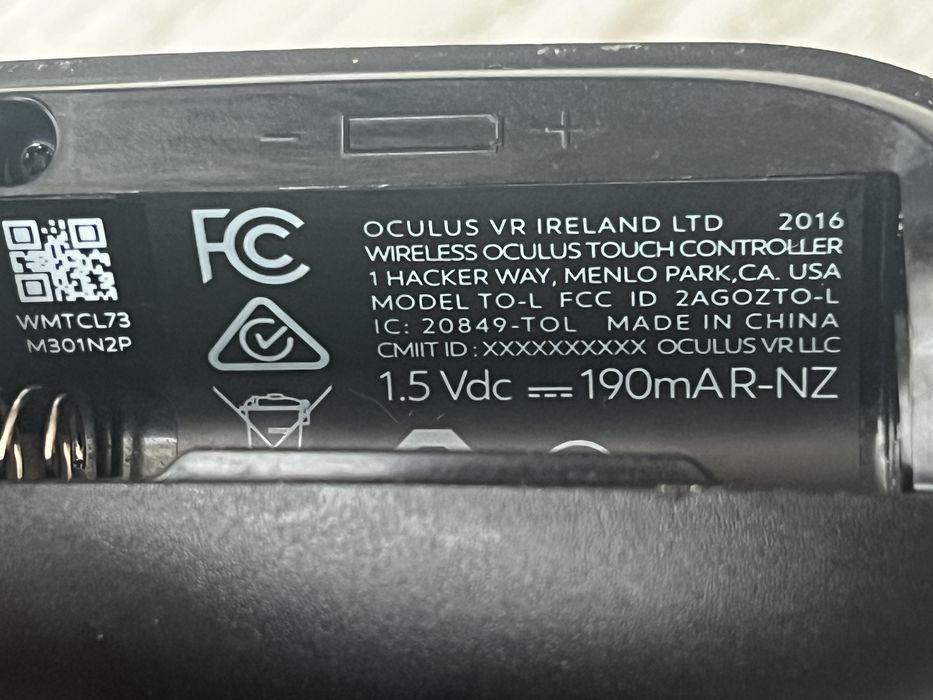 - +
FC
OCULUS VR IRELAND LTD 2016
WIRELESS OCULUS TOUCH CONTROLLER
1 HACKER WAY, MENLO PARK,CA. USA
MODEL TO-L FCC ID 2AGOZTO-L
IC: 20849-TOL MADE IN CHINA
CMIIT ID : XXXXXXXXXX OCULUS VR LLC
1.5 Vdc ⎓ 190mA R-NZ
WMTCL73
M301N2P